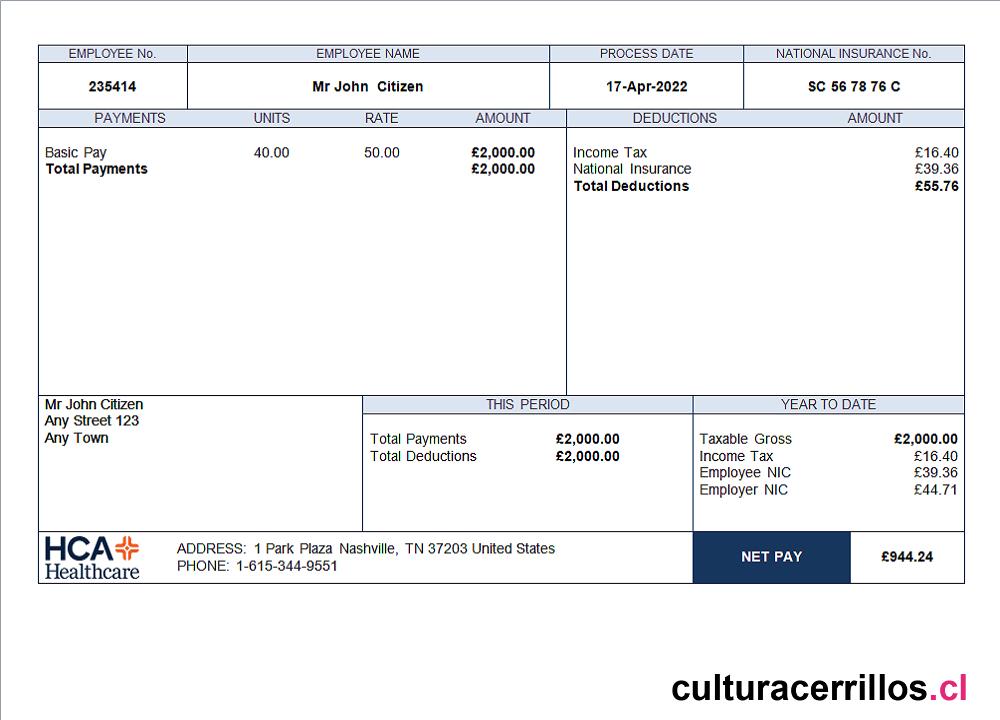 EMPLOYEE No. EMPLOYEE NAME PROCESS DATE NATIONAL INSURANCE No.
235414 Mr John Citizen 17-Apr-2022 SC 56 78 76 C
PAYMENTS UNITS RATE AMOUNT DEDUCTIONS AMOUNT
Basic Pay 40.00 50.00 £2,000.00 Income Tax £16.40
Total Payments £2,000.00 National Insurance £39.36
Total Deductions £55.76
Mr John Citizen THIS PERIOD YEAR TO DATE
Any Street 123
Any Town Total Payments £2,000.00 Taxable Gross £2,000.00
Total Deductions £2,000.00 Income Tax £16.40
Employee NIC £39.36
Employer NIC £44.71
HCA Healthcare
ADDRESS: 1 Park Plaza Nashville, TN 37203 United States
PHONE: 1-615-344-9551
NET PAY £944.24
culturacerrillos.cl